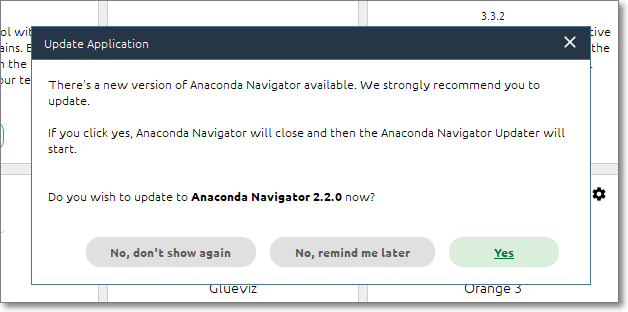 3.3.2
ol wit
tive
Update Application
ains. E
the
n the
our te
There's a new version of Anaconda Navigator available. We strongly recommend you to
update.
If you click yes, Anaconda Navigator will close and then the Anaconda Navigator Updater will
start.
Do you wish to update to Anaconda Navigator 2.2.0 now?
No, don't show again
No, remind me later
Yes
Glueviz
Orange 3